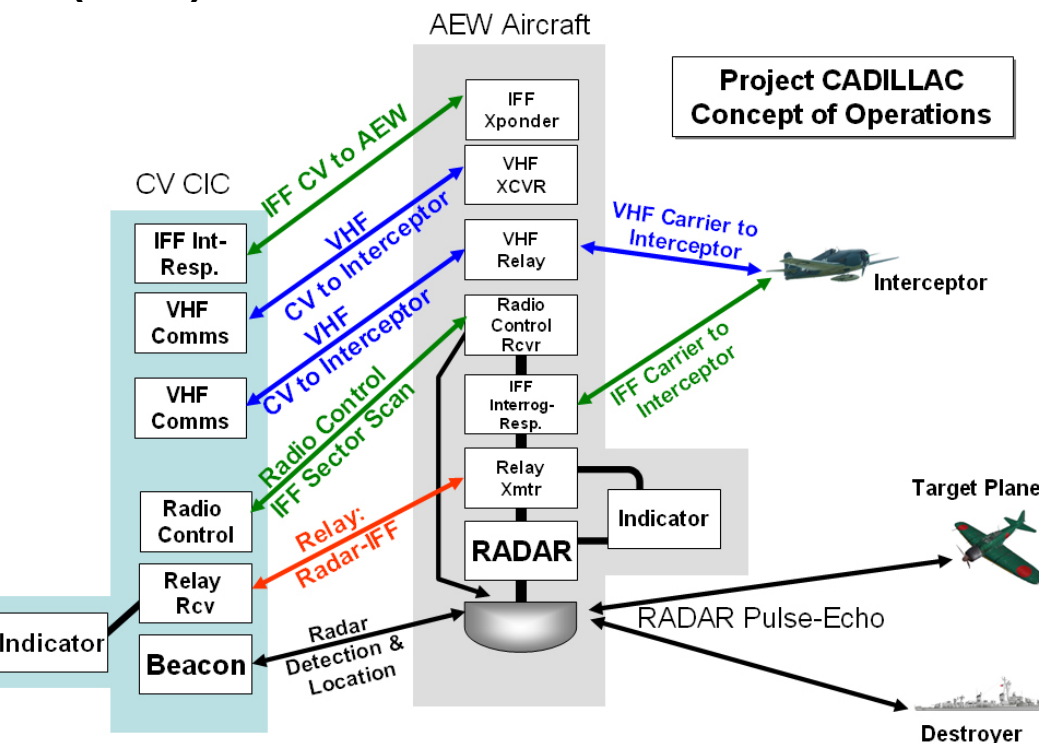 AEW Aircraft
Project CADILLAC
Concept of Operations
CV CIC
IFF
Xponder
VHF
XCVR
VHF
Relay
Radio
Control
Rcvr
IFF
Interrog-
Resp.
Relay
Xmtr
RADAR
Indicator
IFF Int-
Resp.
VHF
Comms
VHF
Comms
Radio
Control
Relay
Rcv
Beacon
Indicator
IFF CV to AEW
VHF
CV to Interceptor
VHF
CV to Interceptor
Radio Control
IFF Sector Scan
Relay:
Radar-IFF
Radar
Detection &
Location
VHF Carrier to
Interceptor
Interceptor
IFF Carrier to
Interceptor
Target Plane
RADAR Pulse-Echo
Destroyer